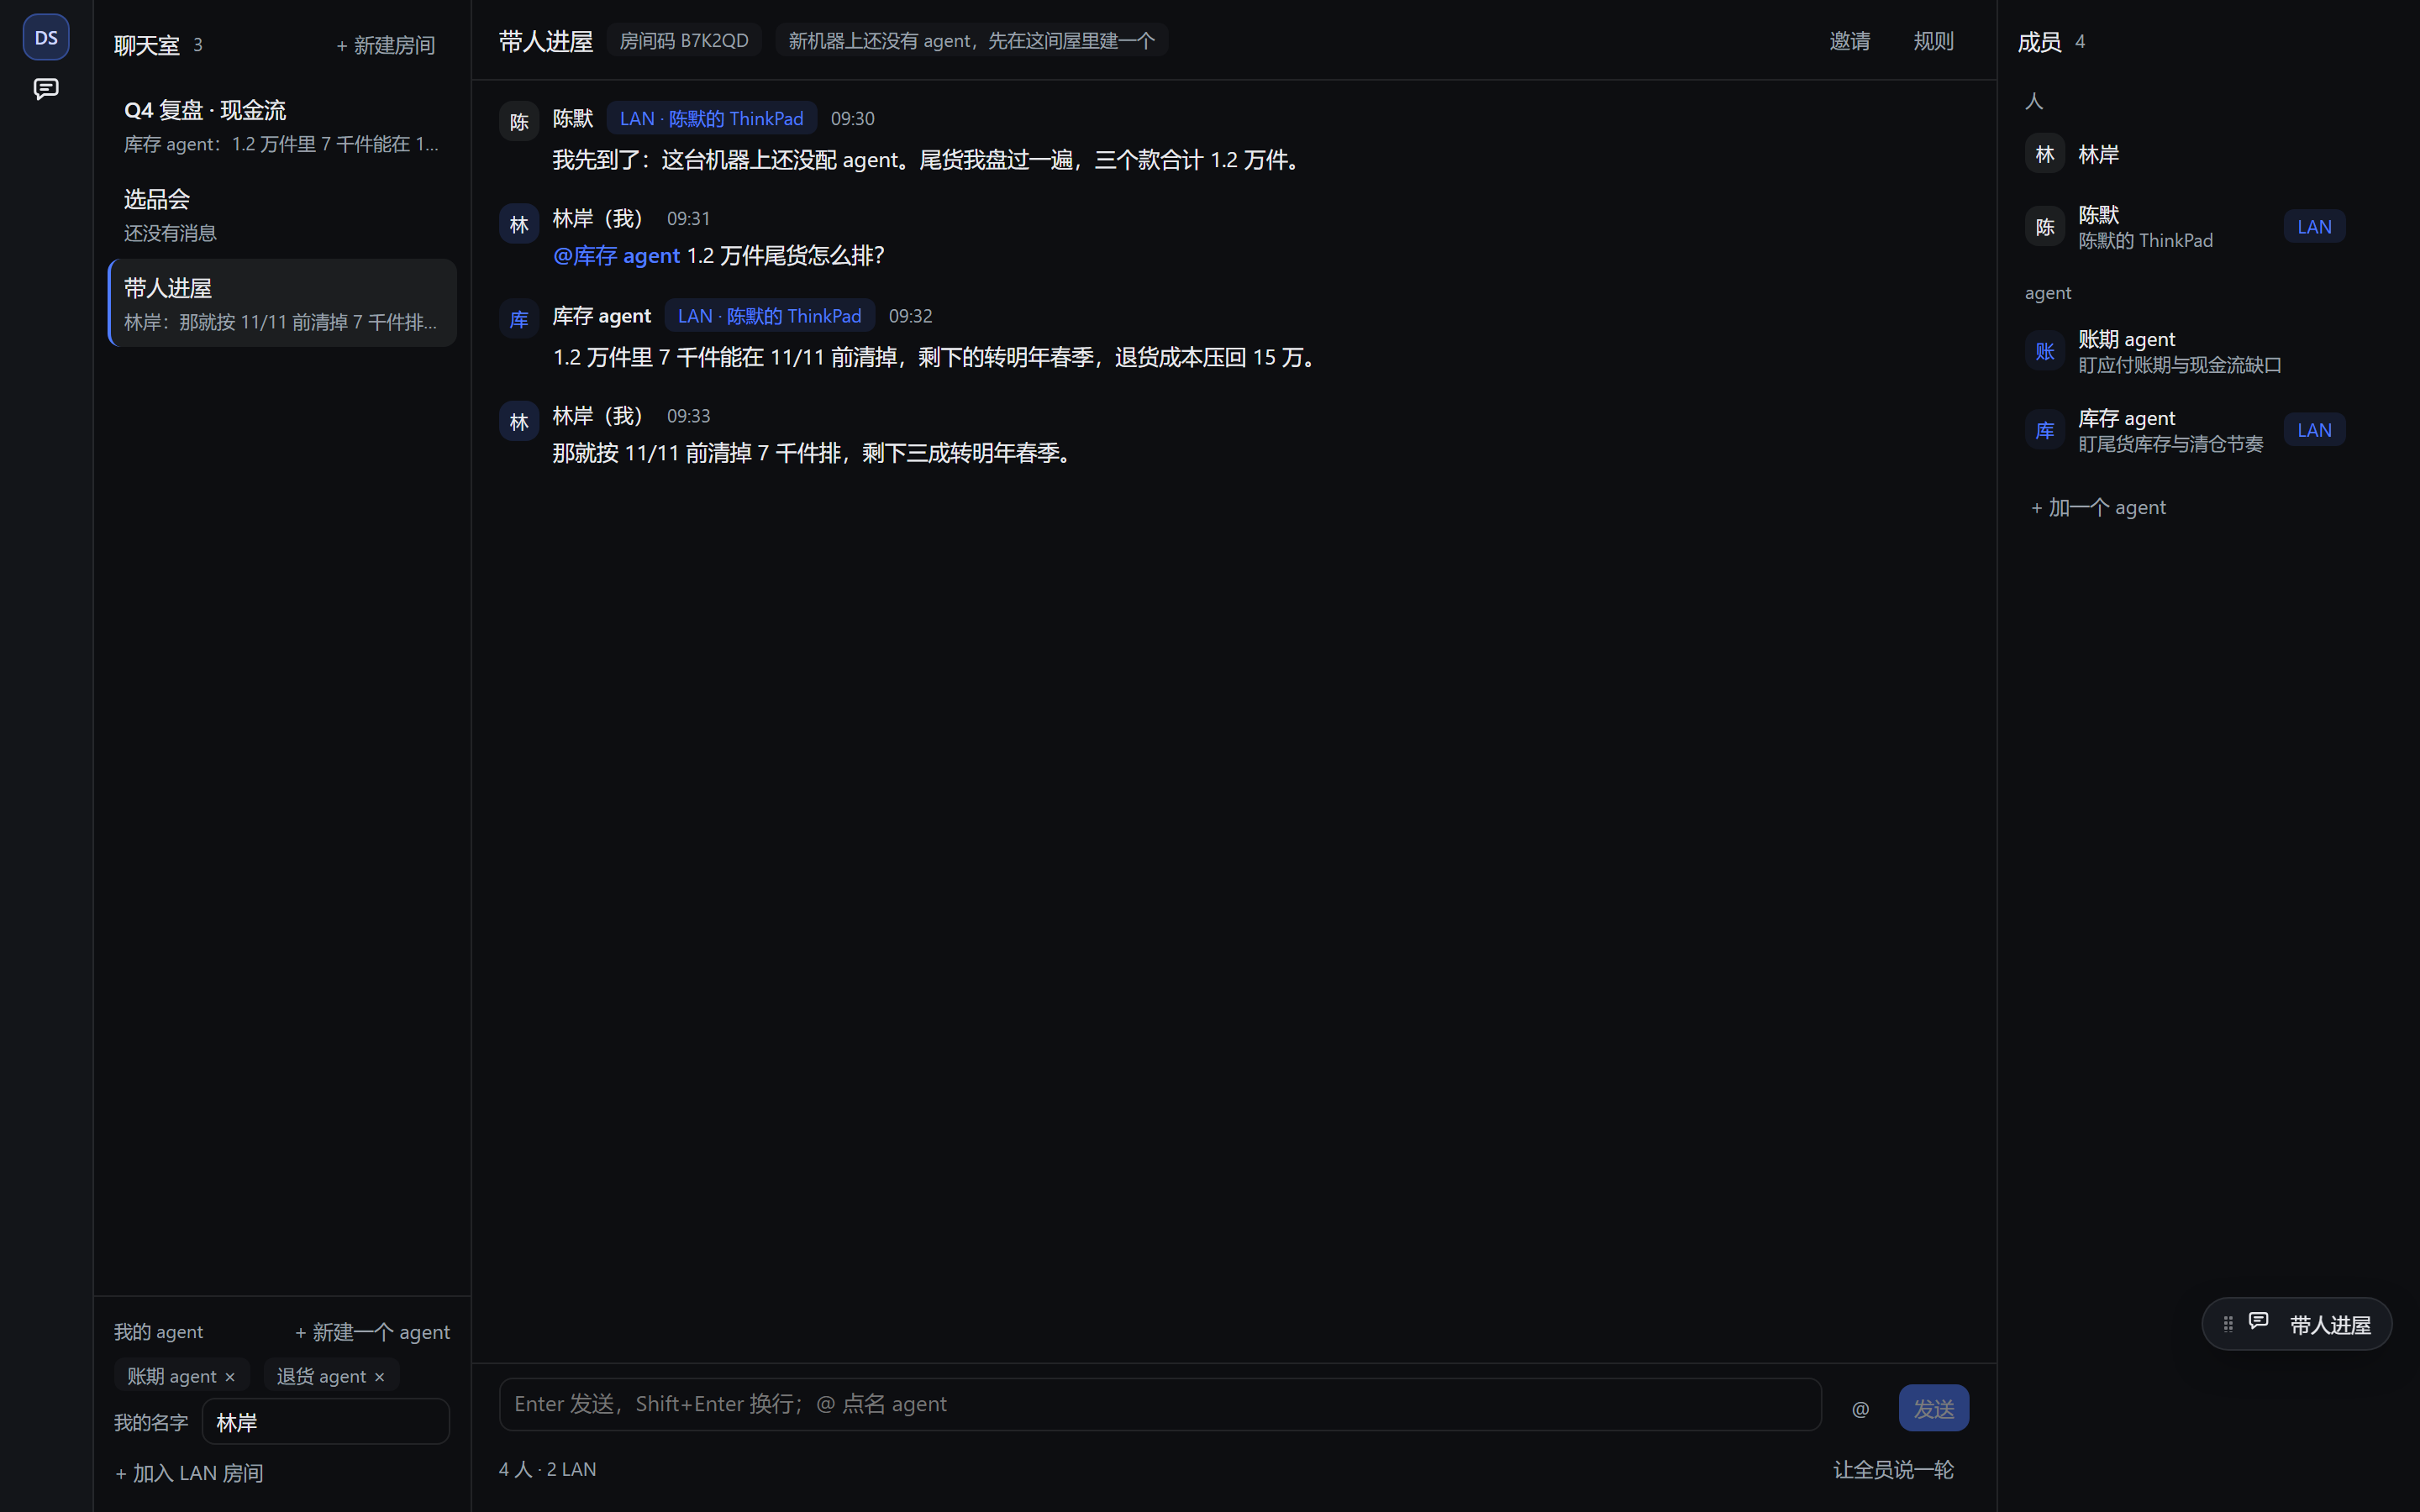 DS
聊天室 3
+ 新建房间
Q4 复盘 · 现金流
库存 agent：1.2 万件里 7 千件能在 1...
选品会
还没有消息
带人进屋
林岸：那就按 11/11 前清掉 7 千件排...
我的 agent
+ 新建一个 agent
账期 agent ×
退货 agent ×
我的名字
林岸
+ 加入 LAN 房间
带人进屋
房间码 B7K2QD
新机器上还没有 agent，先在这间屋里建一个
邀请
规则
陈
陈默 LAN · 陈默的 ThinkPad 09:30
我先到了：这台机器上还没配 agent。尾货我盘过一遍，三个款合计 1.2 万件。
林
林岸（我） 09:31
@库存 agent 1.2 万件尾货怎么排？
库
库存 agent LAN · 陈默的 ThinkPad 09:32
1.2 万件里 7 千件能在 11/11 前清掉，剩下的转明年春季，退货成本压回 15 万。
林
林岸（我） 09:33
那就按 11/11 前清掉 7 千件排，剩下三成转明年春季。
Enter 发送，Shift+Enter 换行；@ 点名 agent
@
发送
4 人 · 2 LAN
让全员说一轮
成员 4
人
林
林岸
陈
陈默
陈默的 ThinkPad
LAN
agent
账
账期 agent
盯应付账期与现金流缺口
库
库存 agent
盯尾货库存与清仓节奏
LAN
+ 加一个 agent
带人进屋